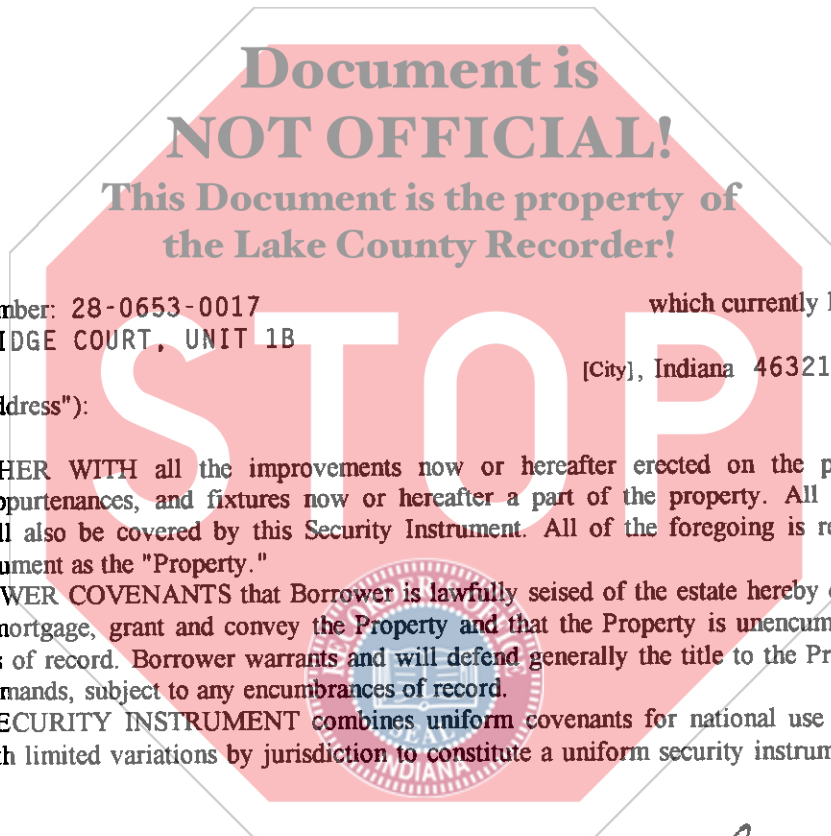 Document is
NOT OFFICIAL!
This Document is the property of
the Lake County Recorder!
mber: 28-0653-0017 which currently
IDGE COURT, UNIT 1B
[City], Indiana 46321
ddress"):
STOP
HER WITH all the improvements now or hereafter erected on the p
ppurtenances, and fixtures now or hereafter a part of the property. All
ll also be covered by this Security Instrument. All of the foregoing is re
ument as the "Property."
WER COVENANTS that Borrower is lawfully seised of the estate hereby
mortgage, grant and convey the Property and that the Property is unencum
s of record. Borrower warrants and will defend generally the title to the Pr
mands, subject to any encumbrances of record.
ECURITY INSTRUMENT combines uniform covenants for national use
th limited variations by jurisdiction to constitute a uniform security instrum
SEAL
INDIANA